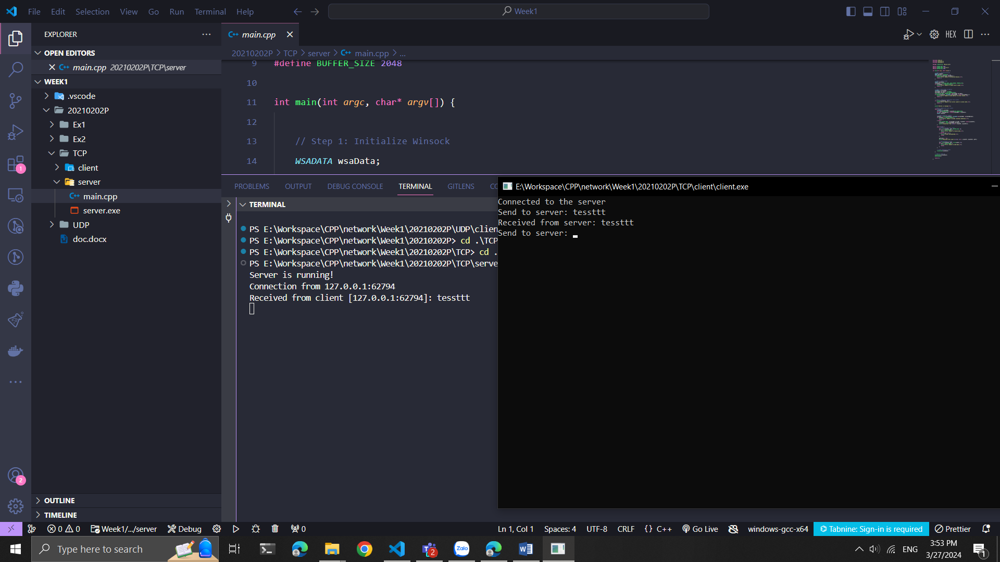 File Edit Selection View Go Run Terminal Help
Week1
EXPLORER
OPEN EDITORS
main.cpp 20210202P\TCP\server
WEEK1
.vscode
20210202P
Ex1
Ex2
TCP
client
server
main.cpp
server.exe
UDP
doc.docx
OUTLINE
TIMELINE
1
2
main.cpp
HEX
20210202P > TCP > server > main.cpp > ...
9 #define BUFFER_SIZE 2048
10
11 int main(int argc, char* argv[]) {
12
13 // Step 1: Initialize Winsock
14 WSADATA wsaData;
PROBLEMS OUTPUT DEBUG CONSOLE TERMINAL GITLENS CO
TERMINAL
PS E:\Workspace\CPP\network\Week1\20210202P\UDP\clien
PS E:\Workspace\CPP\network\Week1\20210202P> cd .\TCP
PS E:\Workspace\CPP\network\Week1\20210202P\TCP> cd .
PS E:\Workspace\CPP\network\Week1\20210202P\TCP\serve
Server is running!
Connection from 127.0.0.1:62794
Received from client [127.0.0.1:62794]: tessttt
E:\Workspace\CPP\network\Week1\20210202P\TCP\client\client.exe
Connected to the server
Send to server: tessttt
Received from server: tessttt
Send to server:
0 0 Week1/.../server Debug 0
Ln 1, Col 1 Spaces: 4 UTF-8 CRLF {} C++ Go Live windows-gcc-x64 Tabnine: Sign-in is required Prettier
Type here to search
2
Zalo
ENG
3:53 PM
3/27/2024
1